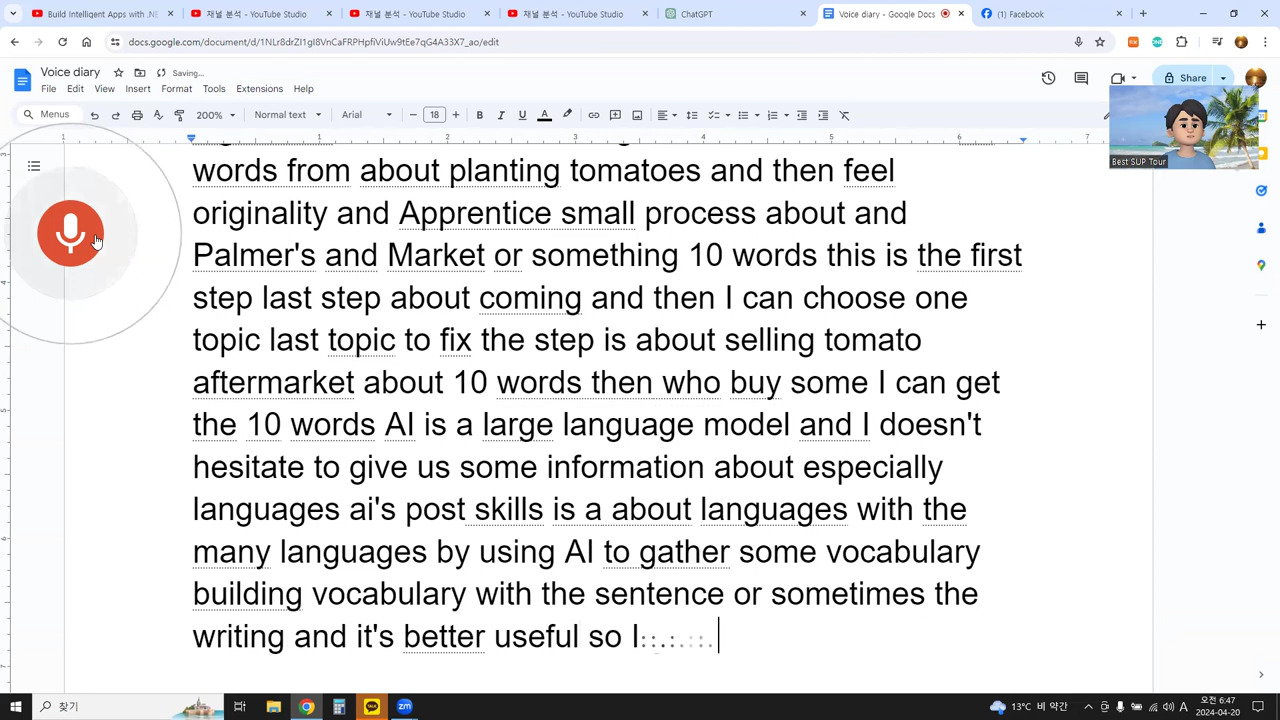 Build Intelligent Apps with .NE
채널 분석 - YouTube Studio
채널 분석 - YouTube Studio
채널 분석 - YouTube Studio
ChatGPT
Voice diary - Google Docs
(1) Facebook
Voice diary
Saving...
File Edit View Insert Format Tools Extensions Help
Share
Menus
200%
Normal text
Arial
18
Best SUP Tour
words from about planting tomatoes and then feel
originality and Apprentice small process about and
Palmer's and Market or something 10 words this is the first
step last step about coming and then I can choose one
topic last topic to fix the step is about selling tomato
aftermarket about 10 words then who buy some I can get
the 10 words AI is a large language model and I doesn't
hesitate to give us some information about especially
languages ai's post skills is a about languages with the
many languages by using AI to gather some vocabulary
building vocabulary with the sentence or sometimes the
writing and it's better useful so I
찾기
13°C 비 약간
A
오전 6:47
2024-04-20